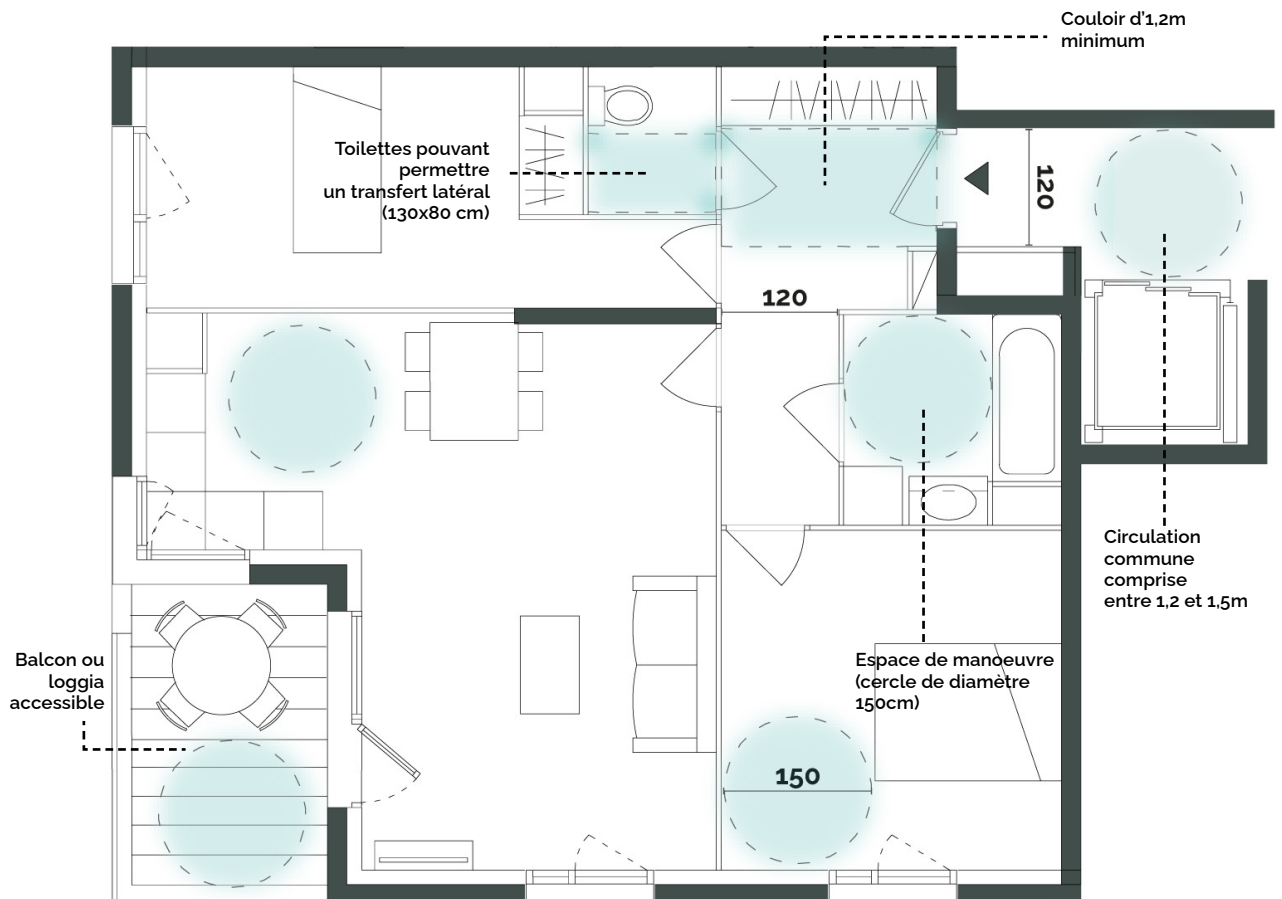 Couloir d'1,2m
minimum
Toilettes pouvant
permettre
un transfert latéral
(130x80 cm)
120
120
Circulation
commune
comprise
entre 1,2 et 1,5m
Balcon ou
loggia
accessible
Espace de manoeuvre
(cercle de diamètre
150cm)
150